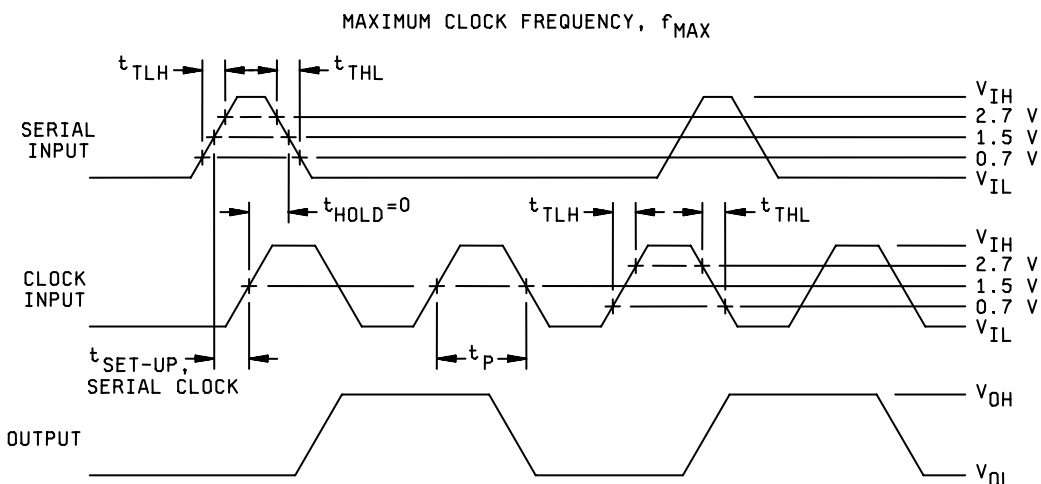 MAXIMUM CLOCK FREQUENCY, fMAX
tTLH
tTHL
SERIAL
INPUT
VIH
2.7 V
1.5 V
0.7 V
VIL
tHOLD=0
tTLH
tTHL
CLOCK
INPUT
VIH
2.7 V
1.5 V
0.7 V
VIL
tSET-UP,
SERIAL CLOCK
tP
OUTPUT
VOH
VOL